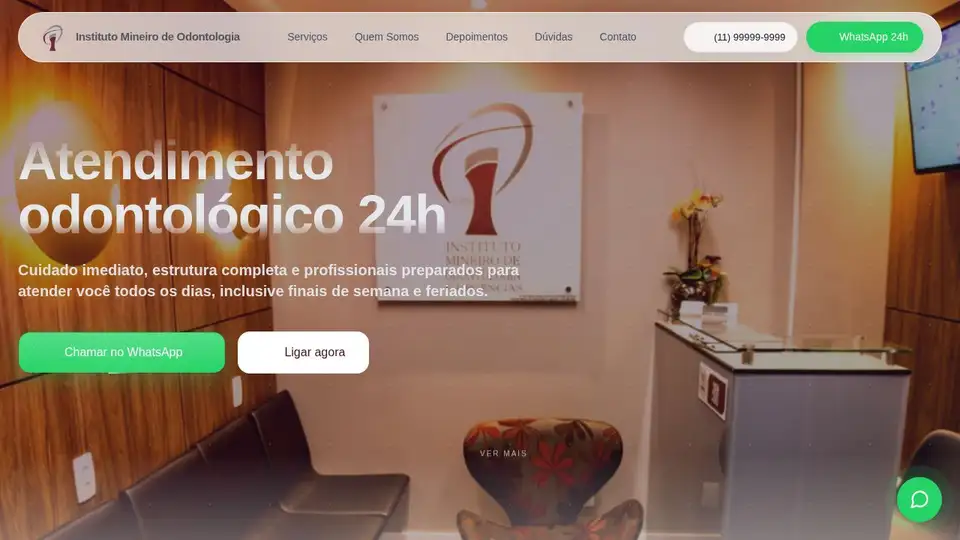 Instituto Mineiro de Odontologia
Serviços
Quem Somos
Depoimentos
Dúvidas
Contato
(11) 99999-9999
WhatsApp 24h
Atendimento
odontológico 24h
INSTITUTO
MINEIRO DE
Cuidado imediato, estrutura completa e profissionais preparados para
atender você todos os dias, inclusive finais de semana e feriados.
Chamar no WhatsApp
Ligar agora
VER MAIS